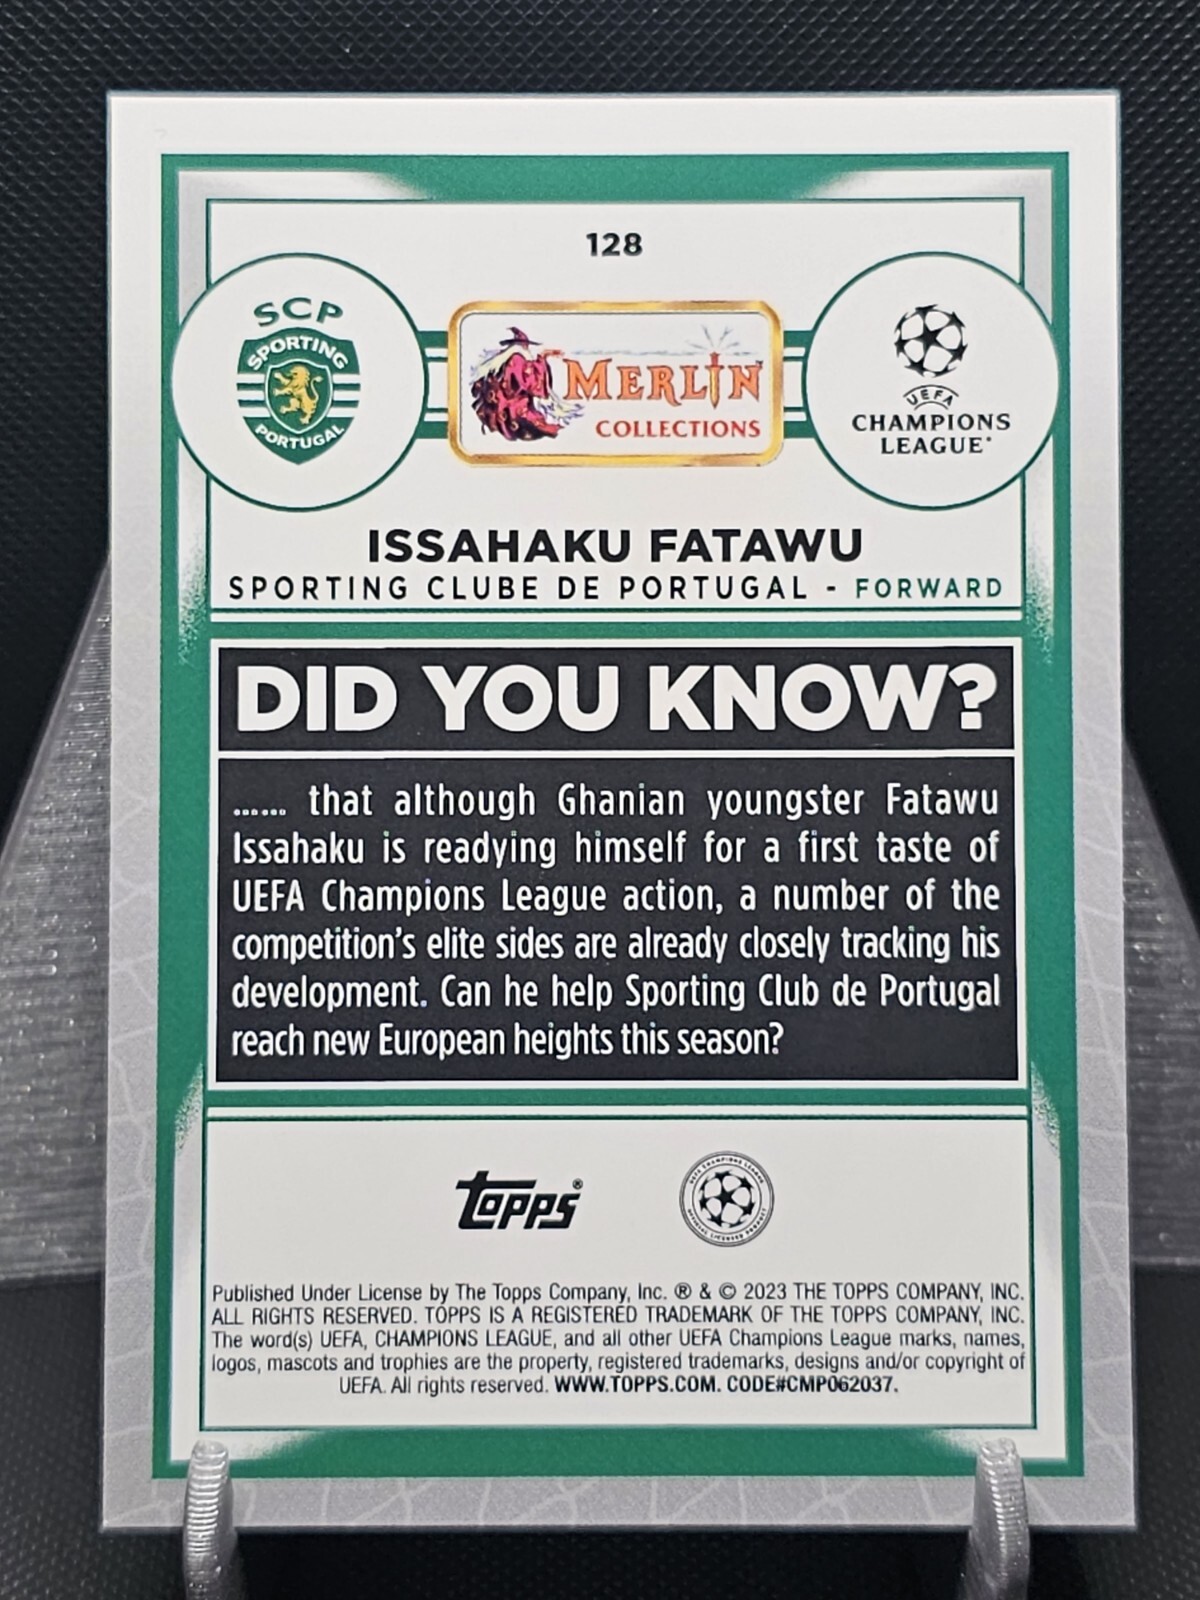 128
SCP
SPORTING
PORTUGAL
MERLIN
COLLECTIONS
UEFA
CHAMPIONS
LEAGUE®
ISSAHAKU FATAWU
SPORTING CLUBE DE PORTUGAL - FORWARD
DID YOU KNOW?
...... that although Ghanian youngster Fatawu
Issahaku is readying himself for a first taste of
UEFA Champions League action, a number of the
competition's elite sides are already closely tracking his
development. Can he help Sporting Club de Portugal
reach new European heights this season?
topps®
UEFA CHAMPIONS LEAGUE
OFFICIAL LICENSED PRODUCT
Published Under License by The Topps Company, Inc. ® & © 2023 THE TOPPS COMPANY, INC.
ALL RIGHTS RESERVED. TOPPS IS A REGISTERED TRADEMARK OF THE TOPPS COMPANY, INC.
The word(s) UEFA, CHAMPIONS LEAGUE, and all other UEFA Champions League marks, names,
logos, mascots and trophies are the property, registered trademarks, designs and/or copyright of
UEFA. All rights reserved. WWW.TOPPS.COM. CODE#CMP062037.